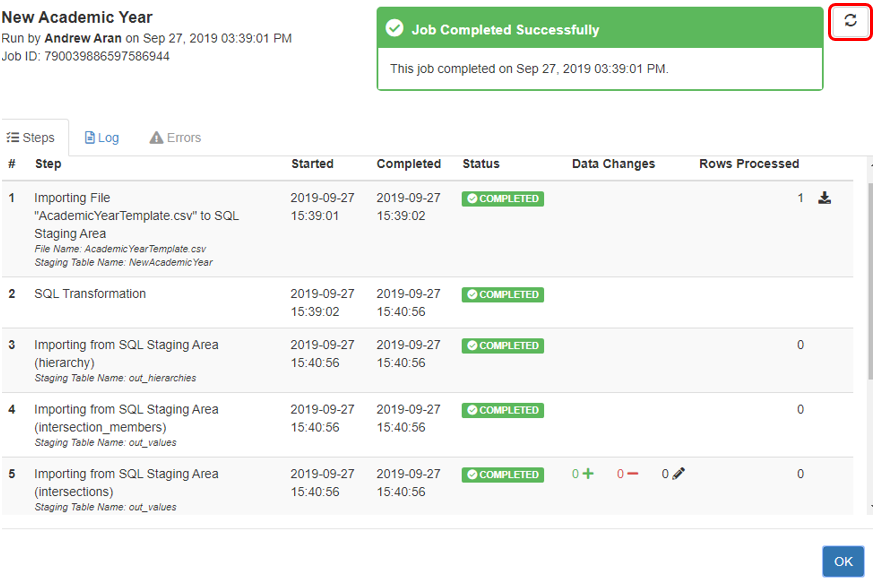 New Academic Year
Run by Andrew Aran on Sep 27, 2019 03:39:01 PM
Job ID: 790039886597586944
Job Completed Successfully
This job completed on Sep 27, 2019 03:39:01 PM.
Steps Log Errors
# Step Started Completed Status Data Changes Rows Processed
1 Importing File 2019-09-27 2019-09-27 COMPLETED 1
"AcademicYearTemplate.csv" to SQL 15:39:01 15:39:02
Staging Area
File Name: AcademicYearTemplate.csv
Staging Table Name: NewAcademicYear
2 SQL Transformation 2019-09-27 2019-09-27 COMPLETED
15:39:02 15:40:56
3 Importing from SQL Staging Area 2019-09-27 2019-09-27 COMPLETED 0
(hierarchy) 15:40:56 15:40:56
Staging Table Name: out_hierarchies
4 Importing from SQL Staging Area 2019-09-27 2019-09-27 COMPLETED 0
(intersection_members) 15:40:56 15:40:56
Staging Table Name: out_values
5 Importing from SQL Staging Area 2019-09-27 2019-09-27 COMPLETED 0 0 0 0
(intersections) 15:40:56 15:40:56
Staging Table Name: out_values
OK